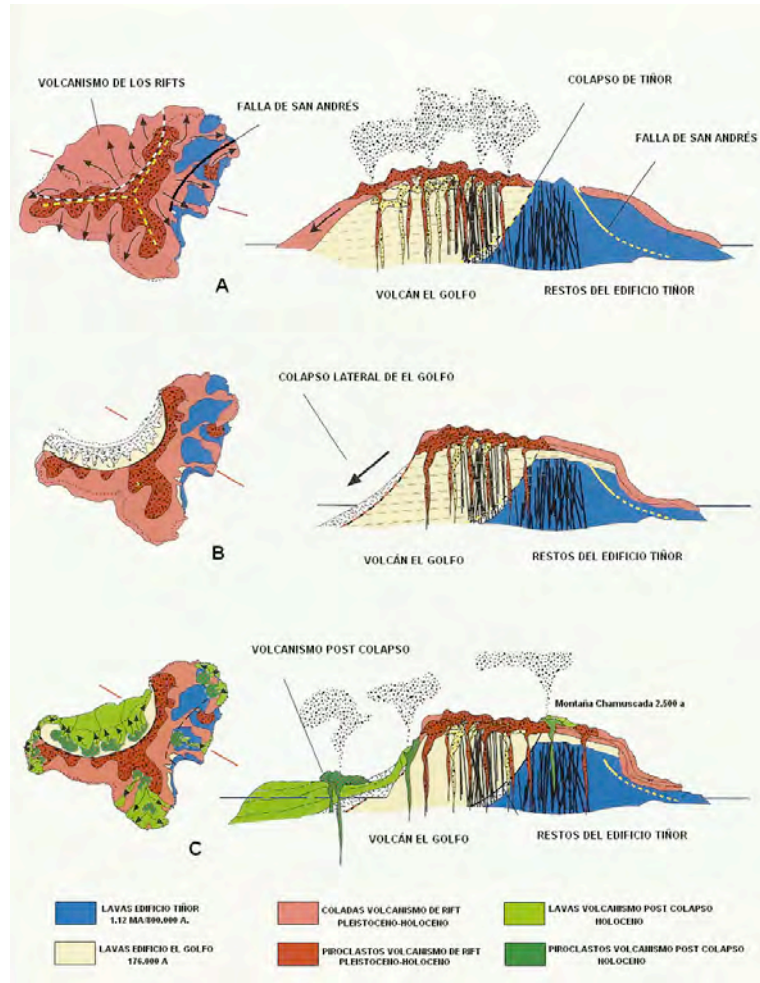 VOLCANISMO DE LOS RIFTS
FALLA DE SAN ANDRÉS
COLAPSO DE TIÑOR
FALLA DE SAN ANDRÉS
A
VOLCÁN EL GOLFO
RESTOS DEL EDIFICIO TIÑOR
COLAPSO LATERAL DE EL GOLFO
B
VOLCÁN EL GOLFO
RESTOS DEL EDIFICIO TIÑOR
VOLCANISMO POST COLAPSO
Montaña Chamuscada 2.500 a
C
VOLCÁN EL GOLFO
RESTOS DEL EDIFICIO TIÑOR
LAVAS EDIFICIO TIÑOR
1.12 MA/800.000 A.
COLADAS VOLCANISMO DE RIFT
PLEISTOCENO-HOLOCENO
LAVAS VOLCANISMO POST COLAPSO
HOLOCENO
LAVAS EDIFICIO EL GOLFO
176.000 A
PIROCLASTOS VOLCANISMO DE RIFT
PLEISTOCENO-HOLOCENO
PIROCLASTOS VOLCANISMO POST COLAPSO
HOLOCENO